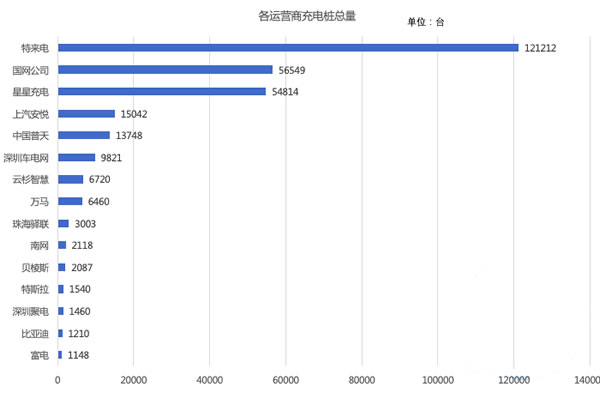 各运营商充电桩总量
单位：台
特来电 121212
国网公司 56549
星星充电 54814
上汽安悦 15042
中国普天 13748
深圳车电网 9821
云杉智慧 6720
万马 6460
珠海驿联 3003
南网 2118
贝棱斯 2087
特斯拉 1540
深圳聚电 1460
比亚迪 1210
富电 1148
0 20000 40000 60000 80000 100000 120000 14000